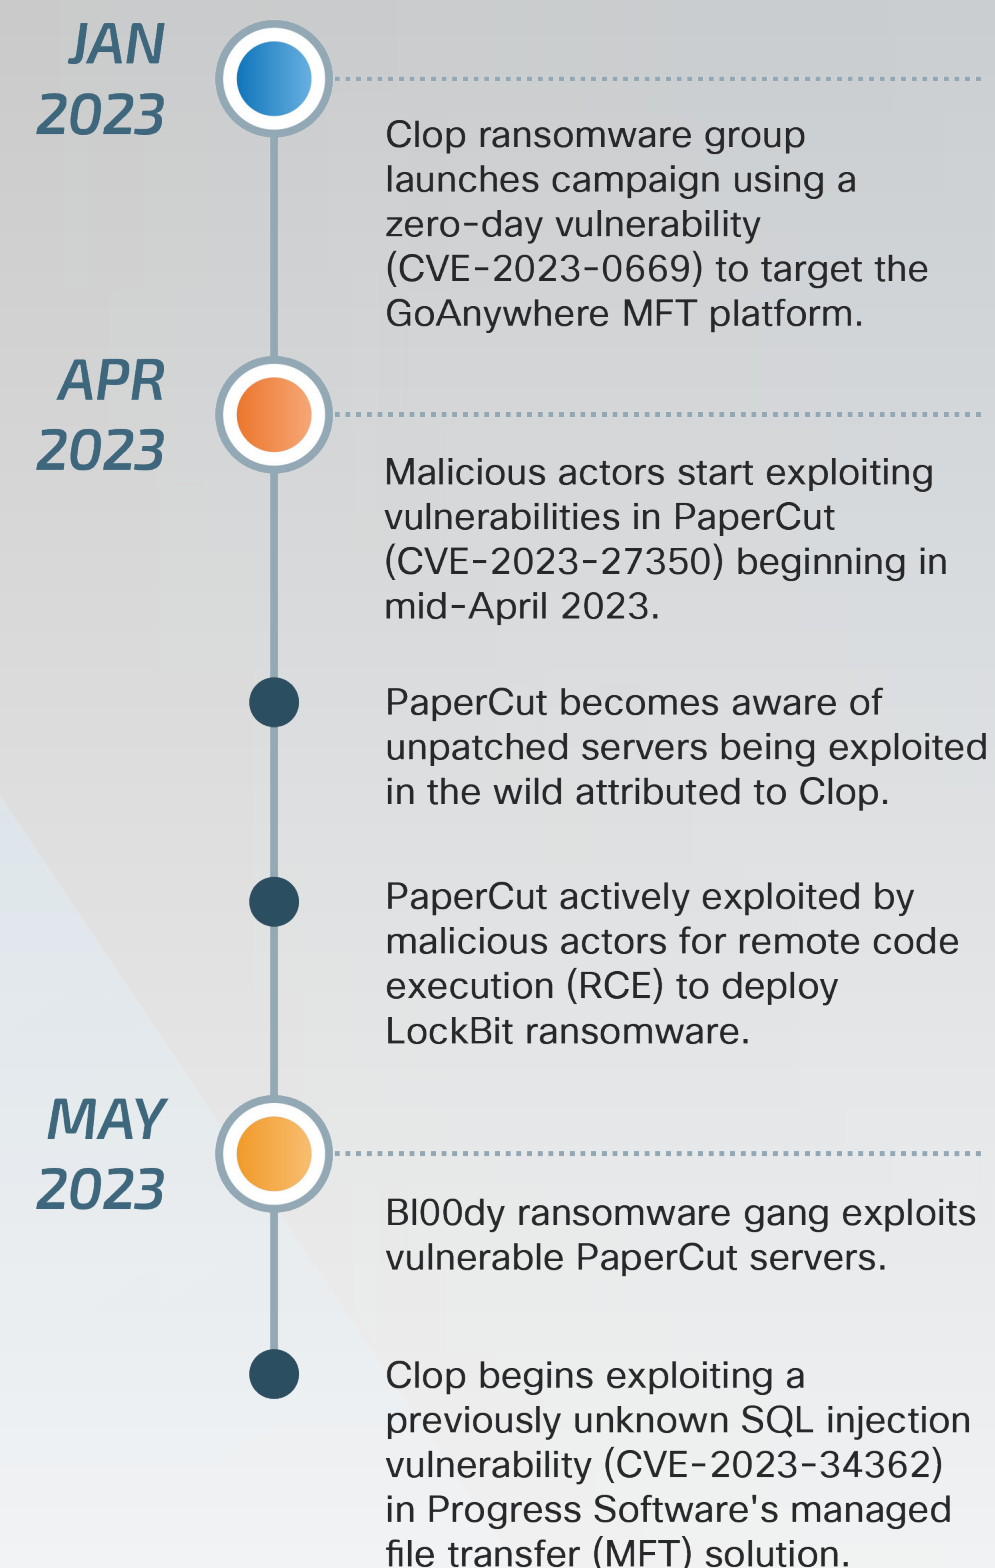 JAN
2023
Clop ransomware group
launches campaign using a
zero-day vulnerability
(CVE-2023-0669) to target the
GoAnywhere MFT platform.
APR
2023
Malicious actors start exploiting
vulnerabilities in PaperCut
(CVE-2023-27350) beginning in
mid-April 2023.
PaperCut becomes aware of
unpatched servers being exploited
in the wild attributed to Clop.
PaperCut actively exploited by
malicious actors for remote code
execution (RCE) to deploy
LockBit ransomware.
MAY
2023
Bl00dy ransomware gang exploits
vulnerable PaperCut servers.
Clop begins exploiting a
previously unknown SQL injection
vulnerability (CVE-2023-34362)
in Progress Software's managed
file transfer (MFT) solution.